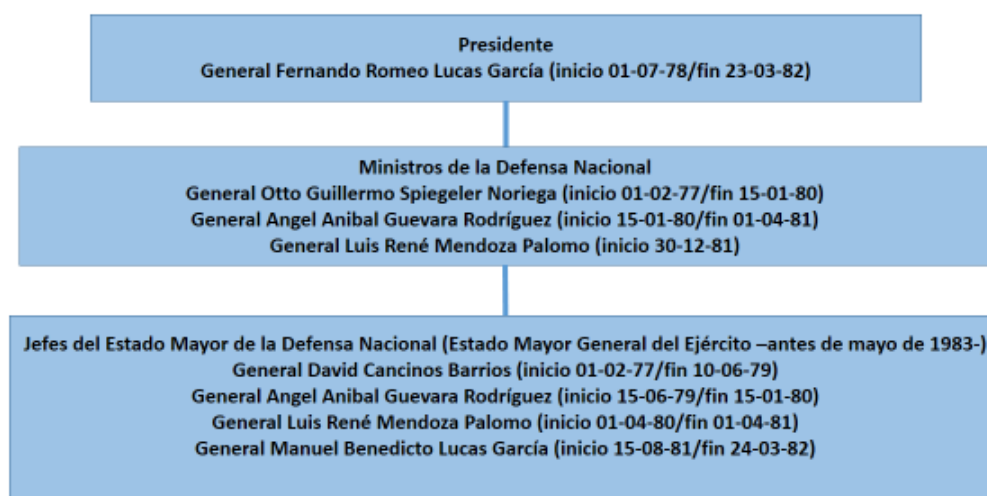 Presidente
General Fernando Romeo Lucas García (inicio 01-07-78/fin 23-03-82)
Ministros de la Defensa Nacional
General Otto Guillermo Spiegeler Noriega (inicio 01-02-77/fin 15-01-80)
General Angel Anibal Guevara Rodríguez (inicio 15-01-80/fin 01-04-81)
General Luis René Mendoza Palomo (inicio 30-12-81)
Jefes del Estado Mayor de la Defensa Nacional (Estado Mayor General del Ejército –antes de mayo de 1983-)
General David Cancinos Barrios (inicio 01-02-77/fin 10-06-79)
General Angel Anibal Guevara Rodríguez (inicio 15-06-79/fin 15-01-80)
General Luis René Mendoza Palomo (inicio 01-04-80/fin 01-04-81)
General Manuel Benedicto Lucas García (inicio 15-08-81/fin 24-03-82)